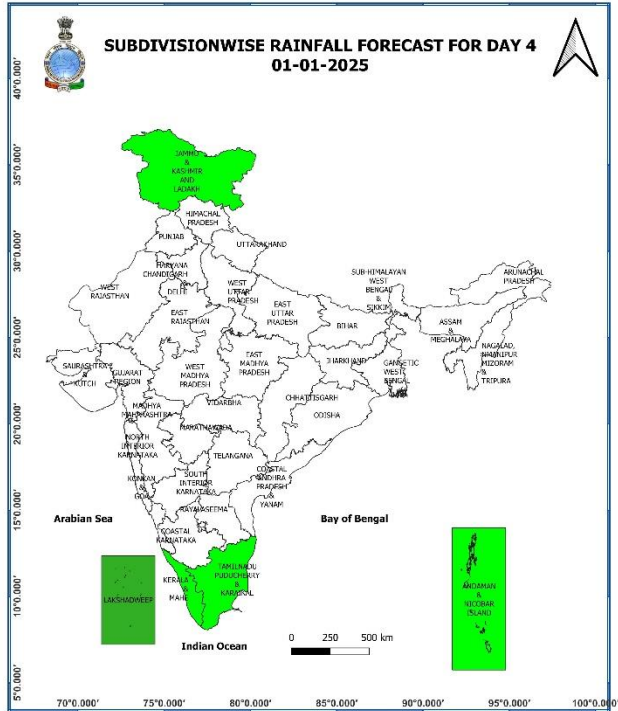 SUBDIVISIONWISE RAINFALL FORECAST FOR DAY 4
01-01-2025
40°0.000'
35°0.000'
30°0.000'
25°0.000'
20°0.000'
15°0.000'
10°0.000'
5°0.000'
JAMMU
&
KASHMIR
AND
LADAKH
HIMACHAL
PRADESH
PUNJAB
UTTARAKHAND
HARYANA
CHANDIGARH
&
DELHI
WEST
RAJASTHAN
WEST
UTTAR
PRADESH
EAST
RAJASTHAN
EAST
UTTAR
PRADESH
SUB-HIMALAYAN
WEST
BENGAL
&
SIKKIM
ARUNACHAL
PRADESH
BIHAR
ASSAM
&
MEGHALAYA
NAGALAD,
MANIPUR
MIZORAM
&
TRIPURA
SAURASHTRA
&
KUTCH
GUJARAT
REGION
WEST
MADHYA
PRADESH
EAST
MADHYA
PRADESH
JHARKHAND
GANGETIC
WEST
BENGAL
CHHATTISGARH
ODISHA
VIDARBHA
MADHYA
MAHARASHTRA
MARATHAWADA
NORTH
INTERIOR
KARNATAKA
TELANGANA
KONKAN
&
GOA
SOUTH
INTERIOR
KARNATAKA
COASTAL
ANDHRA
PRADESH
&
YANAM
RAYALASEEMA
COASTAL
KARNATAKA
Arabian Sea
Bay of Bengal
LAKSHADWEEP
KERALA
&
MAHE
TAMILNADU
PUDUCHERRY
&
KARAIKAL
ANDAMAN
&
NICOBAR
ISLAND
Indian Ocean
0 250 500 km
70°0.000' 75°0.000' 80°0.000' 85°0.000' 90°0.000' 95°0.000' 100°0.000'